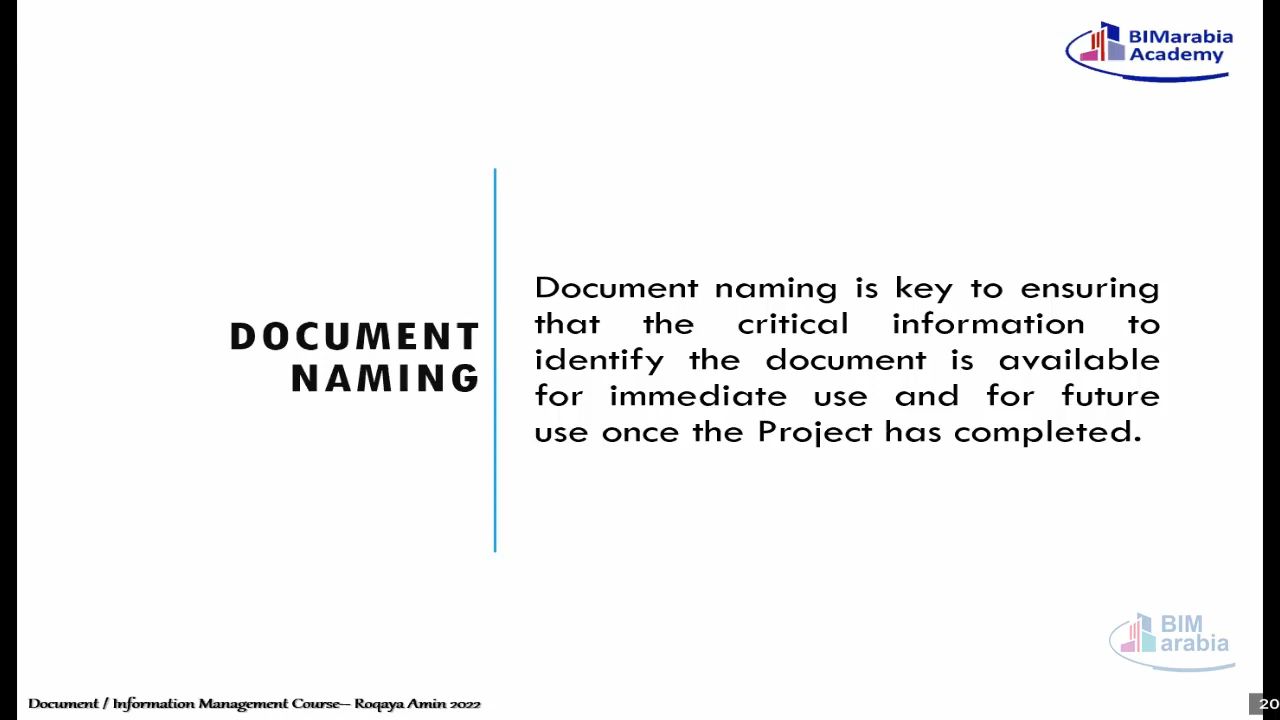 BIMarabia
Academy
DOCUMENT
NAMING
Document naming is key to ensuring
that the critical information to
identify the document is available
for immediate use and for future
use once the Project has completed.
BIM
arabia
Document / Information Management Course-- Roqaya Amin 2022
20